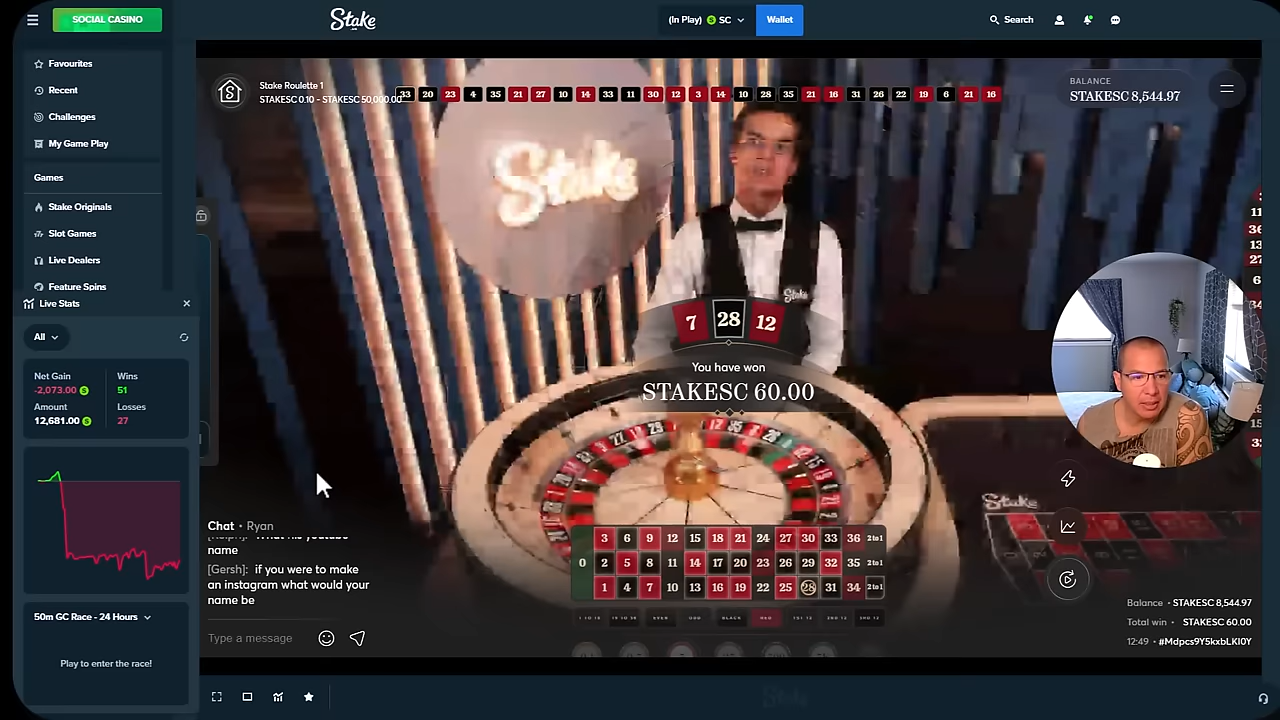 SOCIAL CASINO
Stake
(In Play) SC
Wallet
Search
Favourites
Recent
Challenges
My Game Play
Games
Stake Originals
Slot Games
Live Dealers
Feature Spins
Live Stats
All
Net Gain
Wins
-2,073.00
51
Amount
Losses
12,681.00
27
50m GC Race - 24 Hours
Play to enter the race!
Stake Roulette 1
STAKESC 0.10 - STAKESC 50,000.00
33 20 23 4 35 21 27 10 14 33 11 30 12 3 14 10 28 35 21 16 31 26 22 19 6 21 16
BALANCE
STAKESC 8,544.97
Stake
Stake
7 28 12
You have won
STAKESC 60.00
Chat • Ryan
name
[Gersh]: if you were to make
an instagram what would your
name be
Type a message
3 6 9 12 15 18 21 24 27 30 33 36 2to1
0 2 5 8 11 14 17 20 23 26 29 32 35 2to1
1 4 7 10 13 16 19 22 25 28 31 34 2to1
Stake
Balance • STAKESC 8,544.97
Total win • STAKESC 60.00
12:49 • #Mdpcs9Y5kxbLKI0Y
Stake